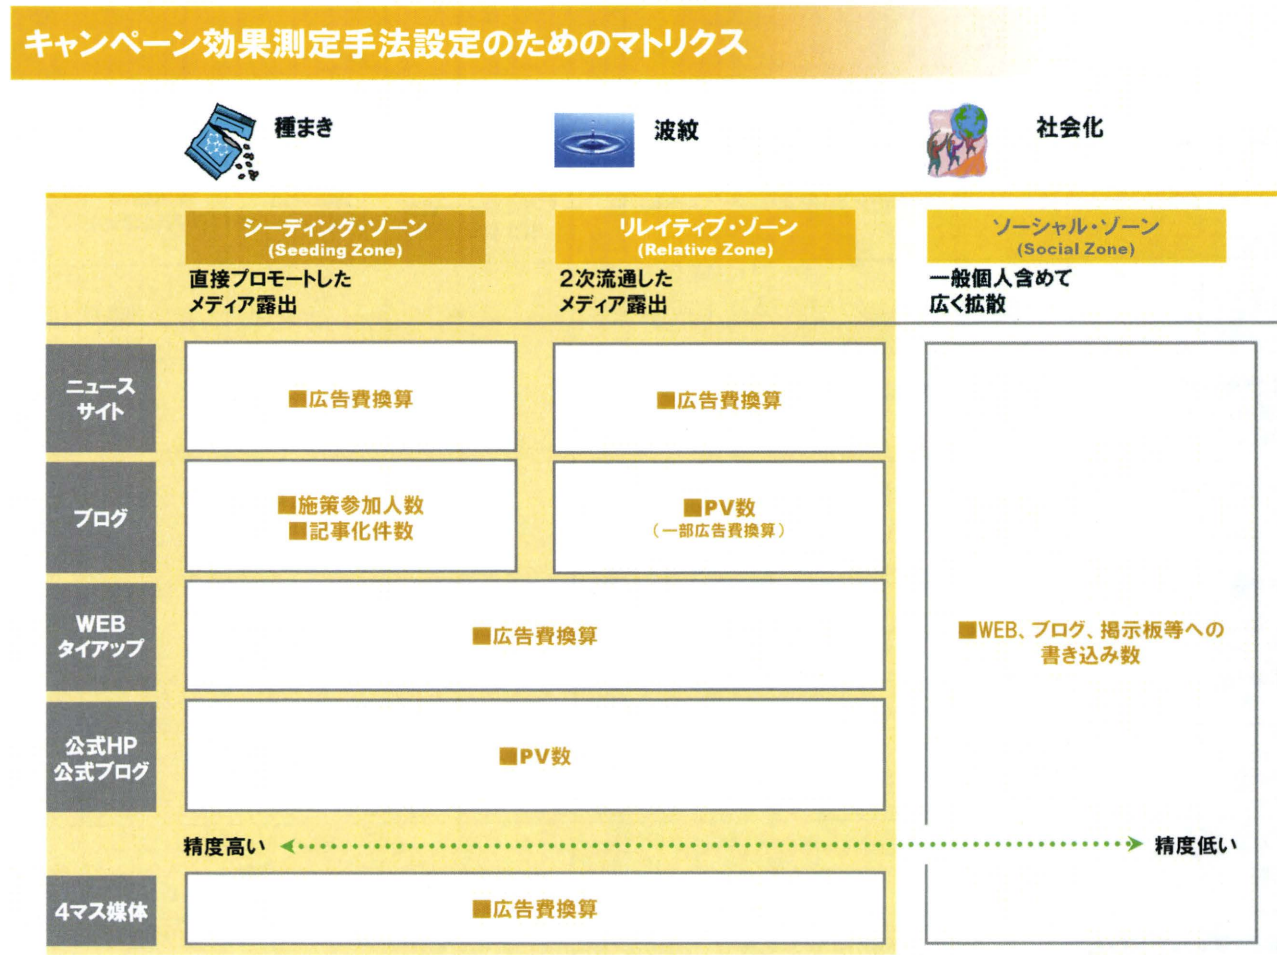 キャンペーン効果測定手法設定のためのマトリクス
種まき
波紋
社会化
シーディング・ゾーン
(Seeding Zone)
リレイティブ・ゾーン
(Relative Zone)
ソーシャル・ゾーン
(Social Zone)
直接プロモートした
メディア露出
2次流通した
メディア露出
一般個人含めて
広く拡散
ニュース
サイト
■広告費換算
■広告費換算
ブログ
■施策参加人数
■記事化件数
■PV数
(一部広告費換算)
WEB
タイアップ
■広告費換算
■WEB、ブログ、掲示板等への
書き込み数
公式HP
公式ブログ
■PV数
精度高い
精度低い
4マス媒体
■広告費換算